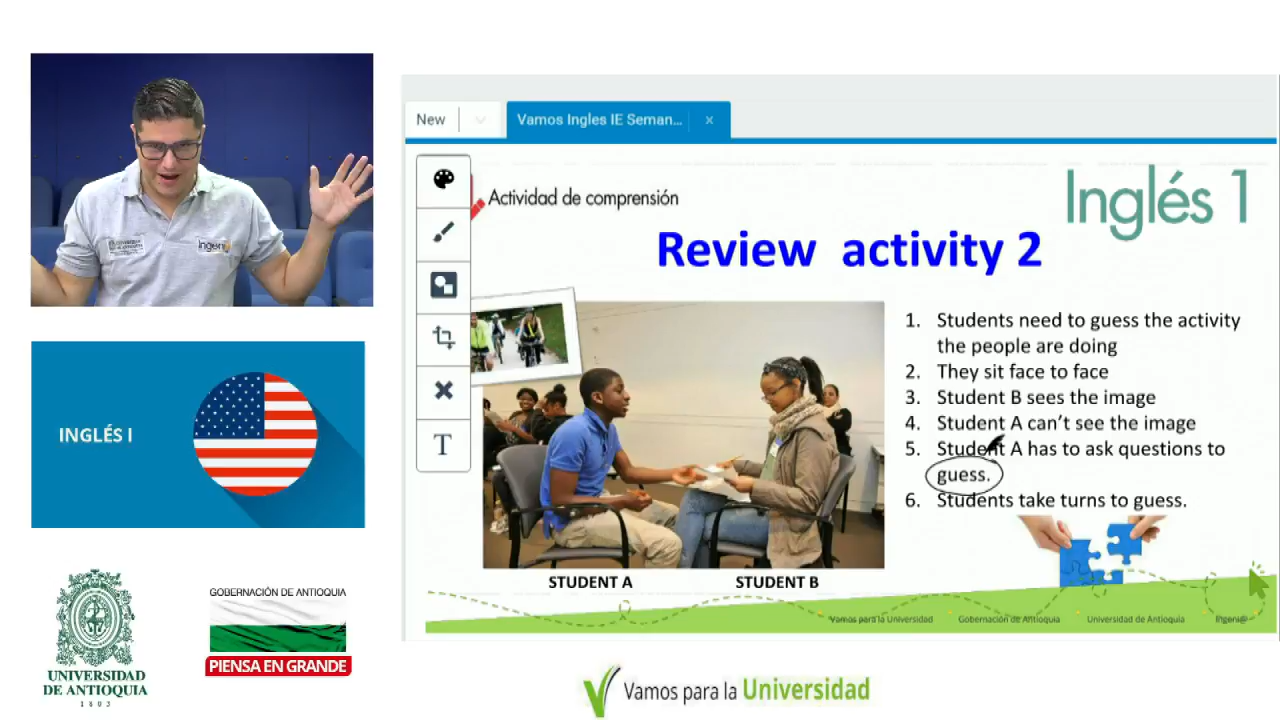 New
Vamos Ingles IE Seman...
Actividad de comprensión
Inglés 1
Review activity 2
1. Students need to guess the activity
the people are doing
2. They sit face to face
3. Student B sees the image
4. Student A can't see the image
5. Student A has to ask questions to
guess.
6. Students take turns to guess.
T
STUDENT A
STUDENT B
Vamos para la Universidad
Gobernación de Antioquia
Universidad de Antioquia
Ingeni@
Ingeni@
INGLÉS I
UNIVERSIDAD
DE ANTIOQUIA
1803
GOBERNACIÓN DE ANTIOQUIA
PIENSA EN GRANDE
Vamos para la Universidad